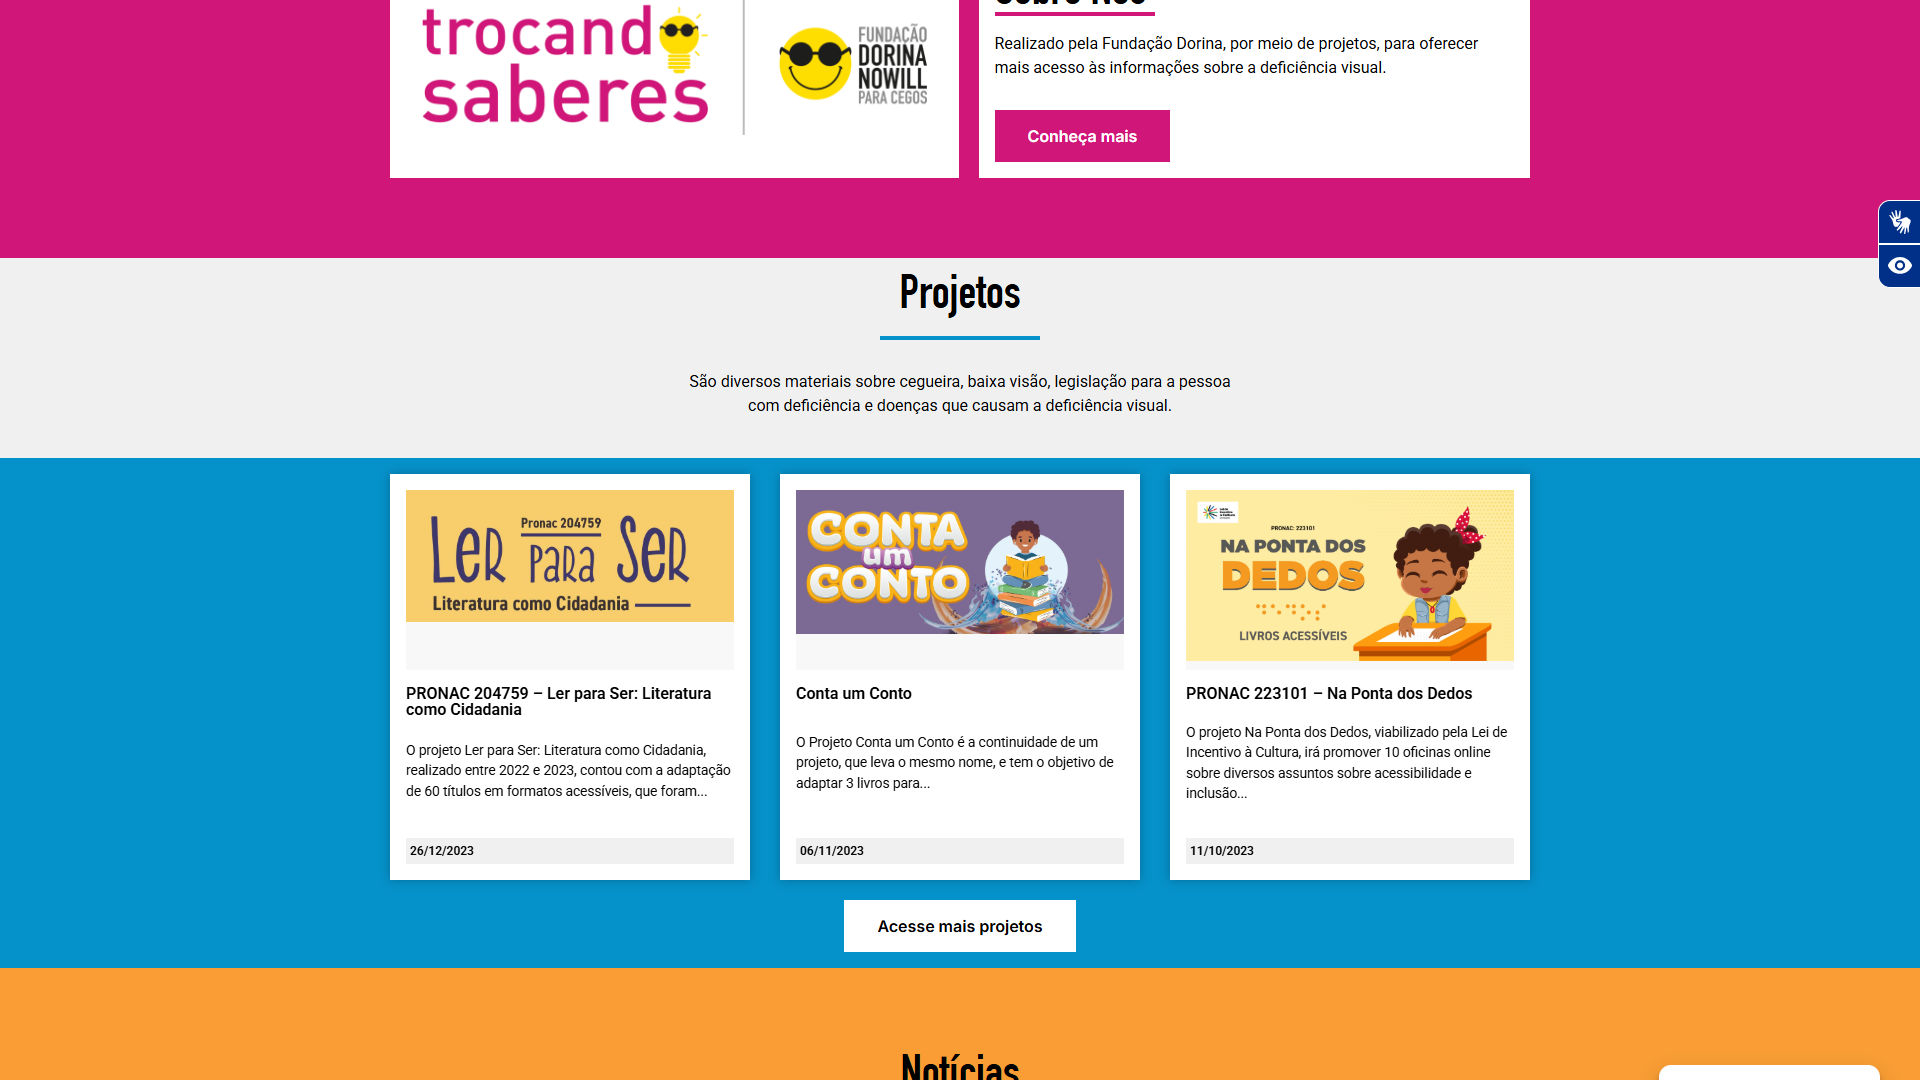 trocando
saberes
FUNDAÇÃO
DORINA
NOWILL
PARA CEGOS
Sobre Nós
Realizado pela Fundação Dorina, por meio de projetos, para oferecer
mais acesso às informações sobre a deficiência visual.
Conheça mais
Projetos
São diversos materiais sobre cegueira, baixa visão, legislação para a pessoa
com deficiência e doenças que causam a deficiência visual.
Pronac 204759
Ler para Ser
Literatura como Cidadania
PRONAC 204759 – Ler para Ser: Literatura
como Cidadania
O projeto Ler para Ser: Literatura como Cidadania,
realizado entre 2022 e 2023, contou com a adaptação
de 60 títulos em formatos acessíveis, que foram...
26/12/2023
CONTA
um
CONTO
Conta um Conto
O Projeto Conta um Conto é a continuidade de um
projeto, que leva o mesmo nome, e tem o objetivo de
adaptar 3 livros para...
06/11/2023
PRONAC: 223101
NA PONTA DOS
DEDOS
LIVROS ACESSÍVEIS
PRONAC 223101 – Na Ponta dos Dedos
O projeto Na Ponta dos Dedos, viabilizado pela Lei de
Incentivo à Cultura, irá promover 10 oficinas online
sobre diversos assuntos sobre acessibilidade e
inclusão...
11/10/2023
Acesse mais projetos
Notícias